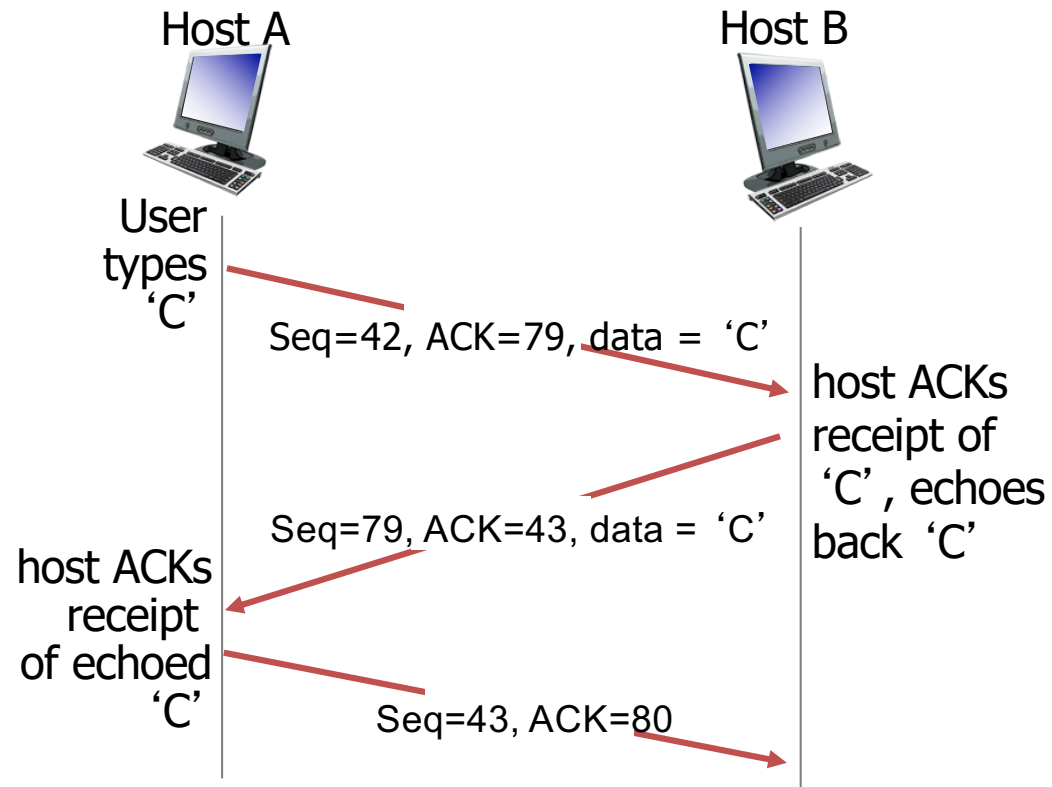 Host A
Host B
User
types
‘C’
Seq=42, ACK=79, data = ‘C’
host ACKs
receipt of
‘C’, echoes
back ‘C’
Seq=79, ACK=43, data = ‘C’
host ACKs
receipt
of echoed
‘C’
Seq=43, ACK=80